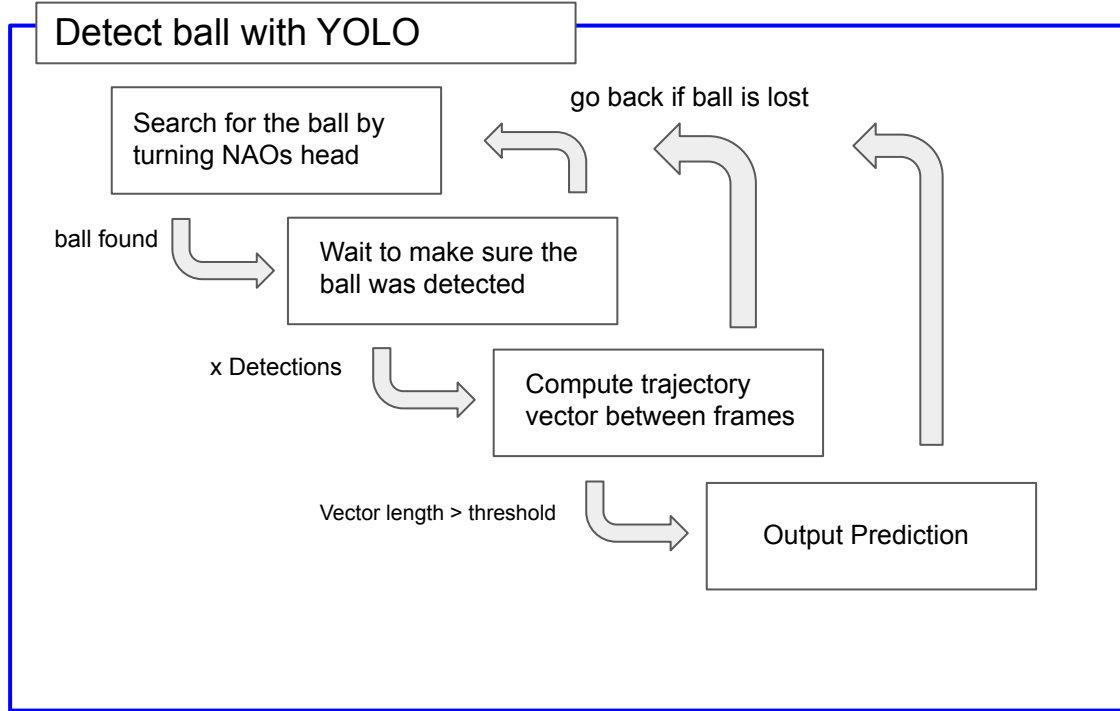 Detect ball with YOLO
go back if ball is lost
Search for the ball by
turning NAOs head
ball found
Wait to make sure the
ball was detected
x Detections
Compute trajectory
vector between frames
Vector length > threshold
Output Prediction